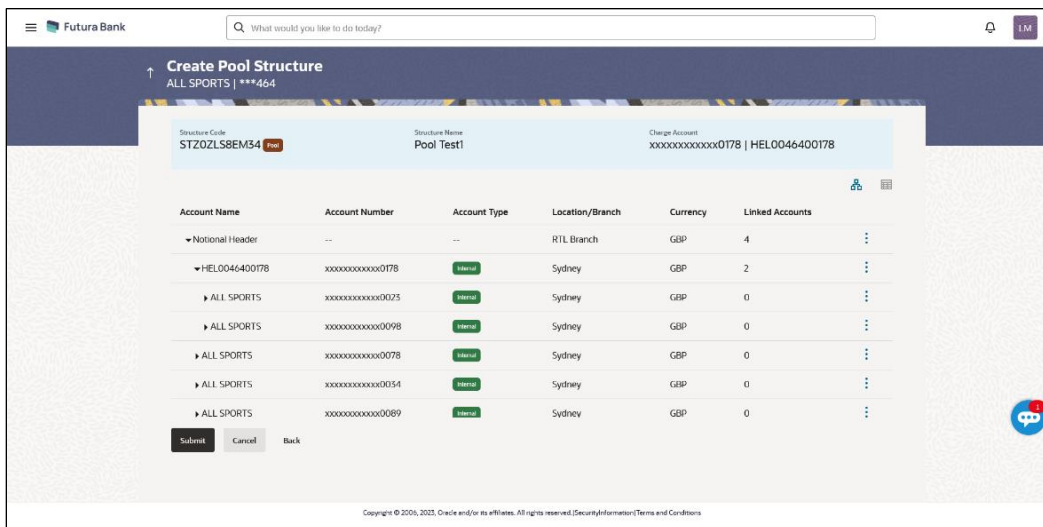 Futura Bank
What would you like to do today?
LM
Create Pool Structure
ALL SPORTS | ***464
Structure Code
STZ0ZLS8EM34 Pool
Structure Name
Pool Test1
Charge Account
xxxxxxxxxxxx0178 | HEL0046400178
Account Name Account Number Account Type Location/Branch Currency Linked Accounts
Notional Header -- -- RTL Branch GBP 4
HEL0046400178 xxxxxxxxxxxx0178 Internal Sydney GBP 2
ALL SPORTS xxxxxxxxxxxx0023 Internal Sydney GBP 0
ALL SPORTS xxxxxxxxxxxx0098 Internal Sydney GBP 0
ALL SPORTS xxxxxxxxxxxx0078 Internal Sydney GBP 0
ALL SPORTS xxxxxxxxxxxx0034 Internal Sydney GBP 0
ALL SPORTS xxxxxxxxxxxx0089 Internal Sydney GBP 0
1
Submit Cancel Back
Copyright © 2006, 2023, Oracle and/or its affiliates. All rights reserved.|SecurityInformation|Terms and Conditions